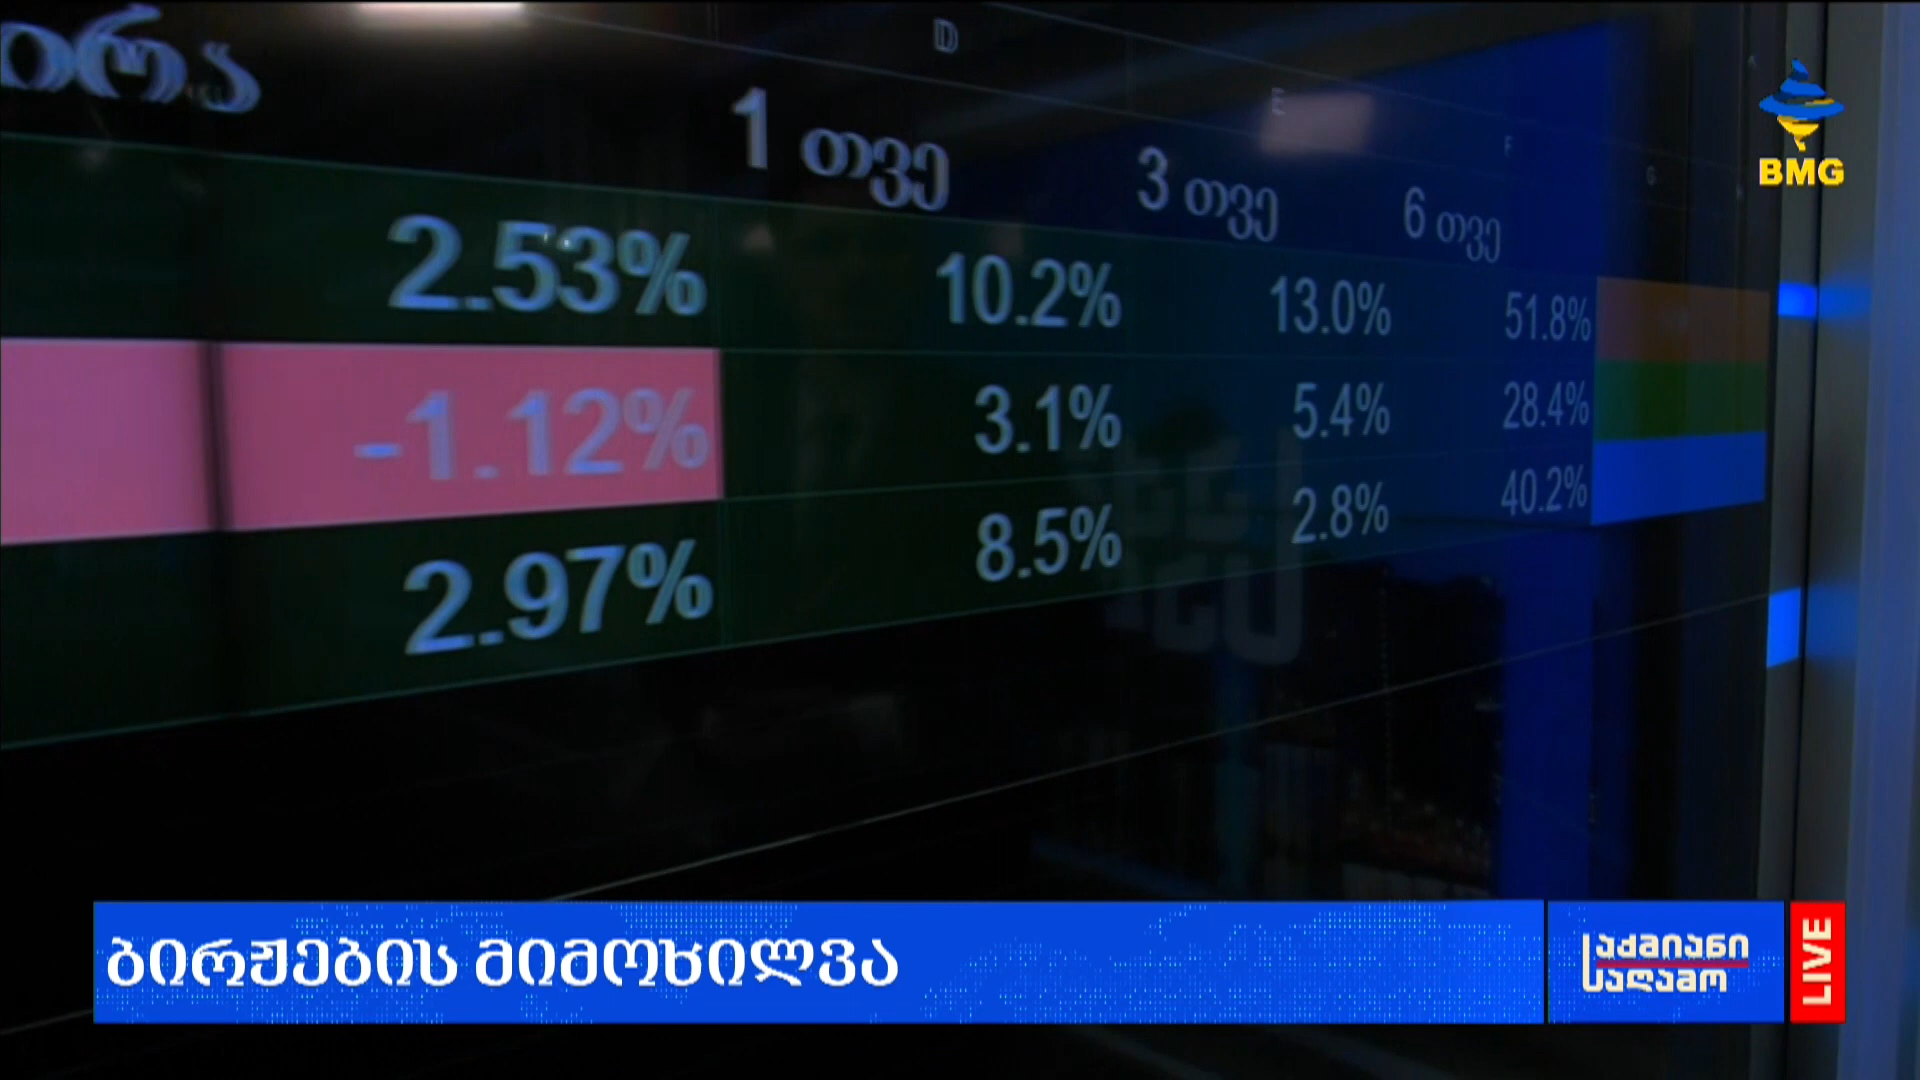 D
E
F
G
BMG
1 თვე
3 თვე
6 თვე
2.53%
10.2%
13.0%
51.8%
-1.12%
3.1%
5.4%
28.4%
2.97%
8.5%
2.8%
40.2%
ბირჟების მიმოხილვა
საქმიანი
საღამო
LIVE